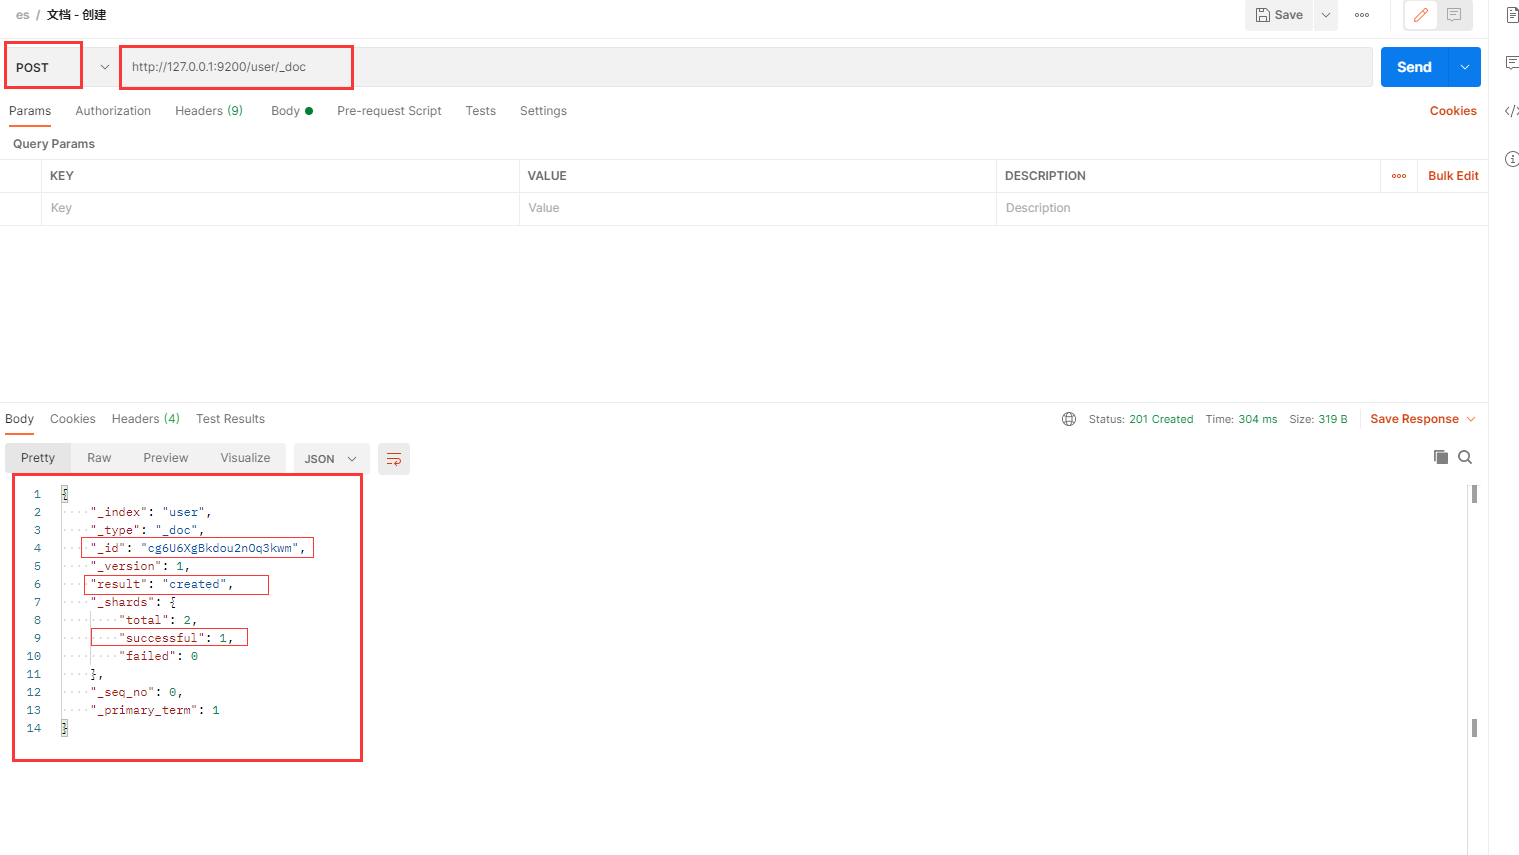 es / 文档 - 创建
Save
POST
http://127.0.0.1:9200/user/_doc
Send
Params Authorization Headers (9) Body Pre-request Script Tests Settings Cookies
Query Params
KEY VALUE DESCRIPTION Bulk Edit
Key Value Description
Body Cookies Headers (4) Test Results Status: 201 Created Time: 304 ms Size: 319 B Save Response
Pretty Raw Preview Visualize JSON
1 {
2 "_index": "user",
3 "_type": "_doc",
4 "_id": "cg6U6XgBkdou2nOq3kwm",
5 "_version": 1,
6 "result": "created",
7 "_shards": {
8 "total": 2,
9 "successful": 1,
10 "failed": 0
11 },
12 "_seq_no": 0,
13 "_primary_term": 1
14 }